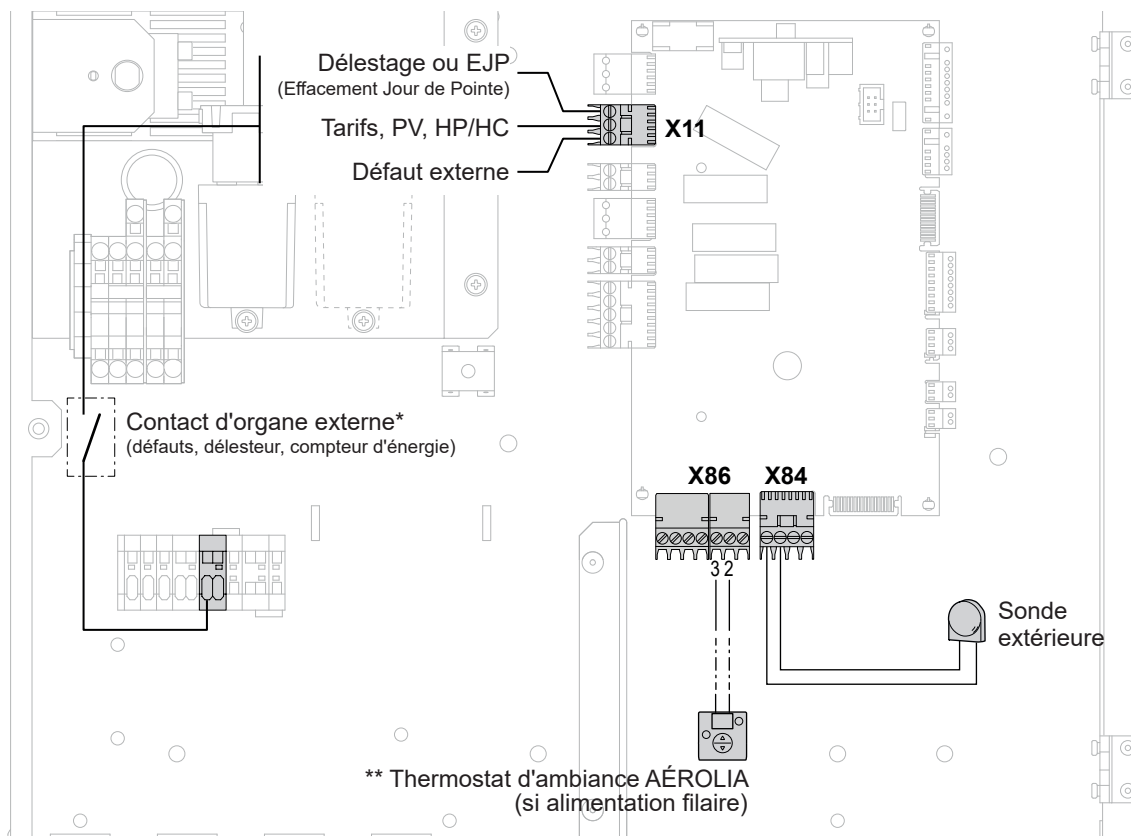 Délestage ou EJP
(Effacement Jour de Pointe)
Tarifs, PV, HP/HC
X11
Défaut externe
Contact d'organe externe*
(défauts, délesteur, compteur d'énergie)
X86
X84
3 2
Sonde
extérieure
** Thermostat d'ambiance AÉROLIA
(si alimentation filaire)